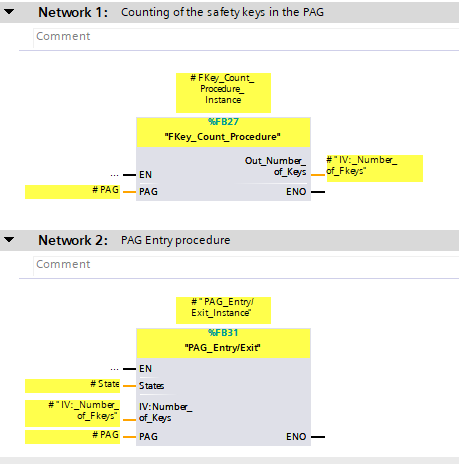 Network 1: Counting of the safety keys in the PAG
Comment
#FKey_Count_
Procedure_
Instance
%FB27
"FKey_Count_Procedure"
Out_Number_
of_Keys
#"IV:_Number_
of_Fkeys"
... EN
#PAG PAG ENO
Network 2: PAG Entry procedure
Comment
#"PAG_Entry/
Exit_Instance"
%FB31
"PAG_Entry/Exit"
... EN
#State States
#"IV:_Number_
of_Fkeys"
IV:Number_
of_Keys
#PAG PAG ENO